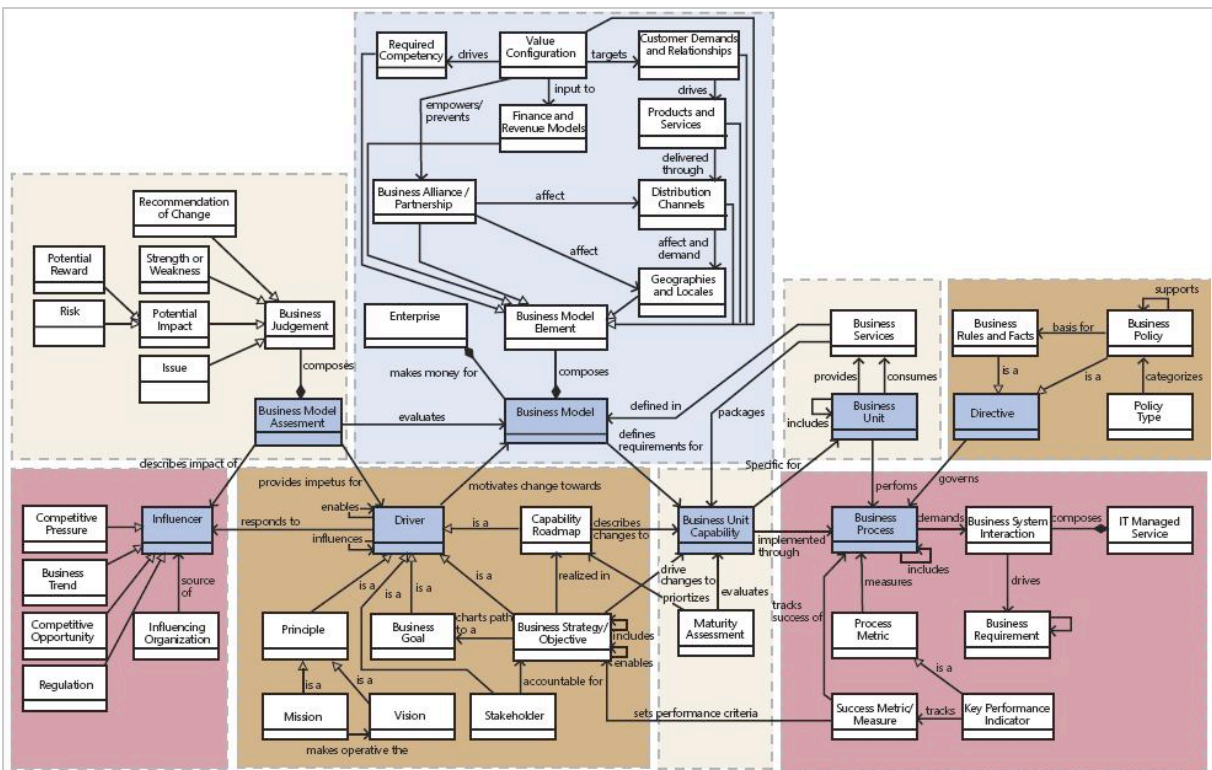 Required
Competency
drives
Value
Configuration
targets
Customer Demands
and Relationships
empowers/
prevents
input to
drives
Finance and
Revenue Models
Products and
Services
delivered
through
Business Alliance /
Partnership
affect
Distribution
Channels
affect
affect and
demand
Geographies
and Locales
Enterprise
Business Model
Element
makes money for
composes
Business Model
Recommendation
of Change
Potential
Reward
Strength or
Weakness
Risk
Potential
Impact
Business
Judgement
Issue
composes
Business Model
Assesment
evaluates
defined in
defines
requirements for
packages
Business
Services
provides
consumes
includes
Business
Unit
Specific for
supports
Business
Rules and Facts
basis for
Business
Policy
is a
is a
categorizes
Directive
Policy
Type
describes impact of
provides impetus for
motivates change towards
perfoms
governs
Competitive
Pressure
Influencer
responds to
Business
Trend
source
of
Competitive
Opportunity
Influencing
Organization
Regulation
enables
Driver
influences
is a
Capability
Roadmap
describes
changes to
is a
is a
is a
realized in
Principle
Business
Goal
charts path
to a
Business Strategy/
Objective
includes
enables
is a
is a
accountable for
Mission
Vision
Stakeholder
makes operative the
Business Unit
Capability
implemented
through
drive
changes to
prioritizes
evaluates
Maturity
Assessment
sets performance criteria
Business
Process
demands
Business System
Interaction
composes
IT Managed
Service
includes
measures
drives
tracks
success of
Process
Metric
Business
Requirement
is a
Success Metric/
Measure
tracks
Key Performance
Indicator